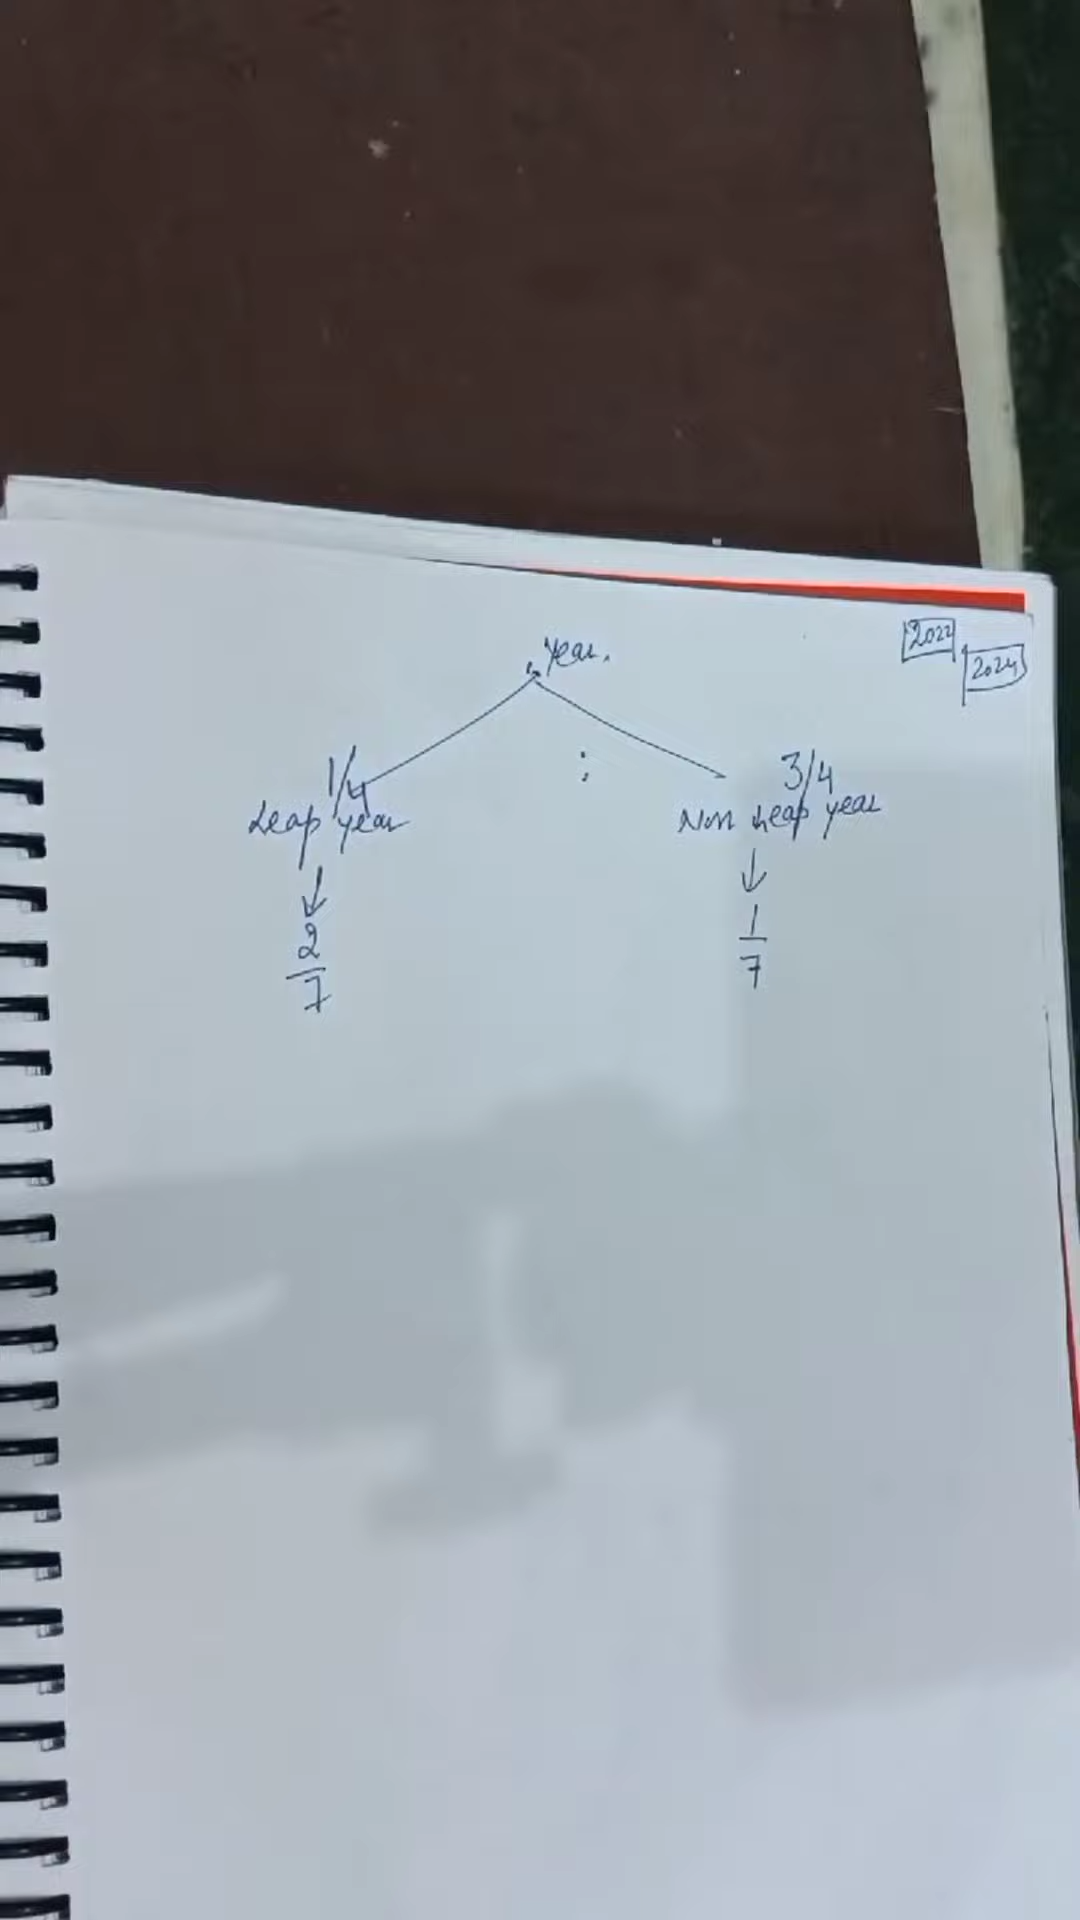 Year.
2022
2024
1/4 : 3/4
Leap year Non Leap year
↓ ↓
2/7 1/7